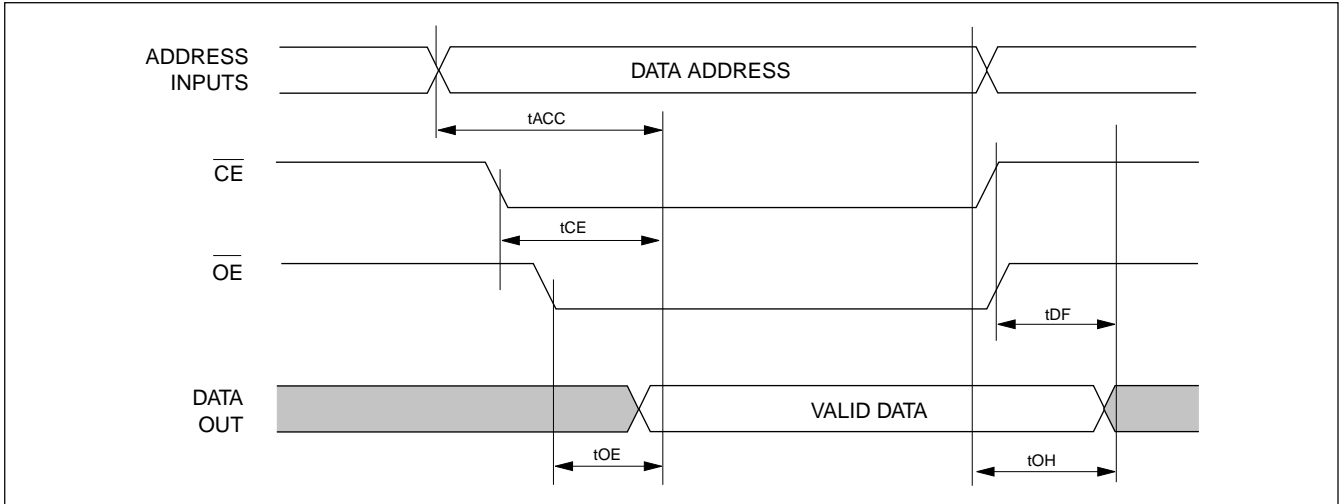 ADDRESS
INPUTS
DATA ADDRESS
tACC
CE
tCE
OE
tDF
DATA
OUT
VALID DATA
tOE
tOH